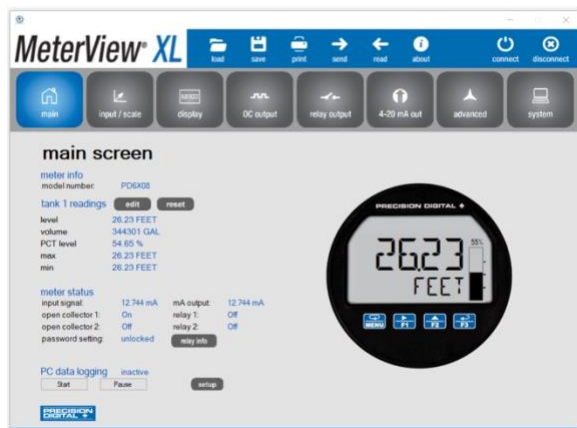 MeterView® XL
load save print send read about connect disconnect
main input / scale display OC output relay output 4-20 mA out advanced system
main screen
meter info
model number: PD6X08
tank 1 readings edit reset
level 26.23 FEET
volume 344301 GAL
PCT level 54.65 %
max 26.23 FEET
min 26.23 FEET
meter status
input signal: 12.744 mA mA output: 12.744 mA
open collector 1: On relay 1: Off
open collector 2: Off relay 2: Off
password setting: unlocked relay info
PC data logging inactive
Start Pause setup
PRECISION
DIGITAL
PRECISION DIGITAL
55%
26.23
FEET
MENU F1 F2 F3